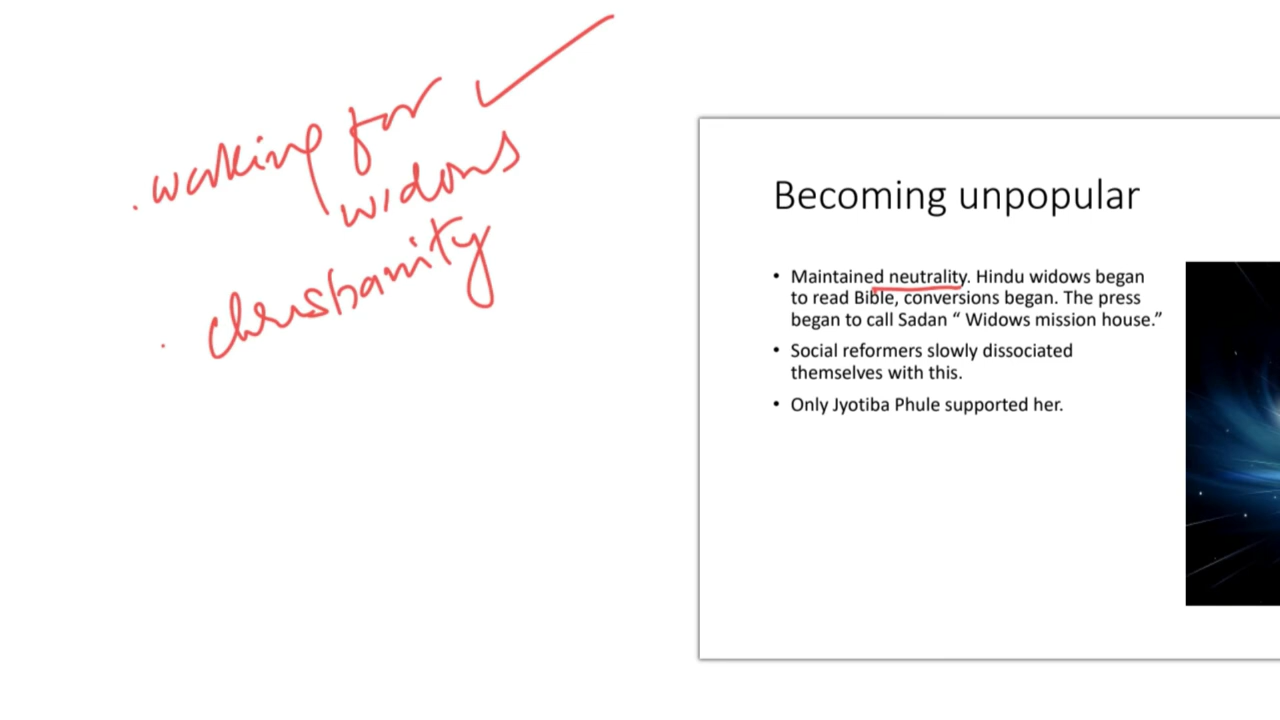 . working for
widows
. christianity
Becoming unpopular
• Maintained neutrality. Hindu widows began
to read Bible, conversions began. The press
began to call Sadan “ Widows mission house.”
• Social reformers slowly dissociated
themselves with this.
• Only Jyotiba Phule supported her.